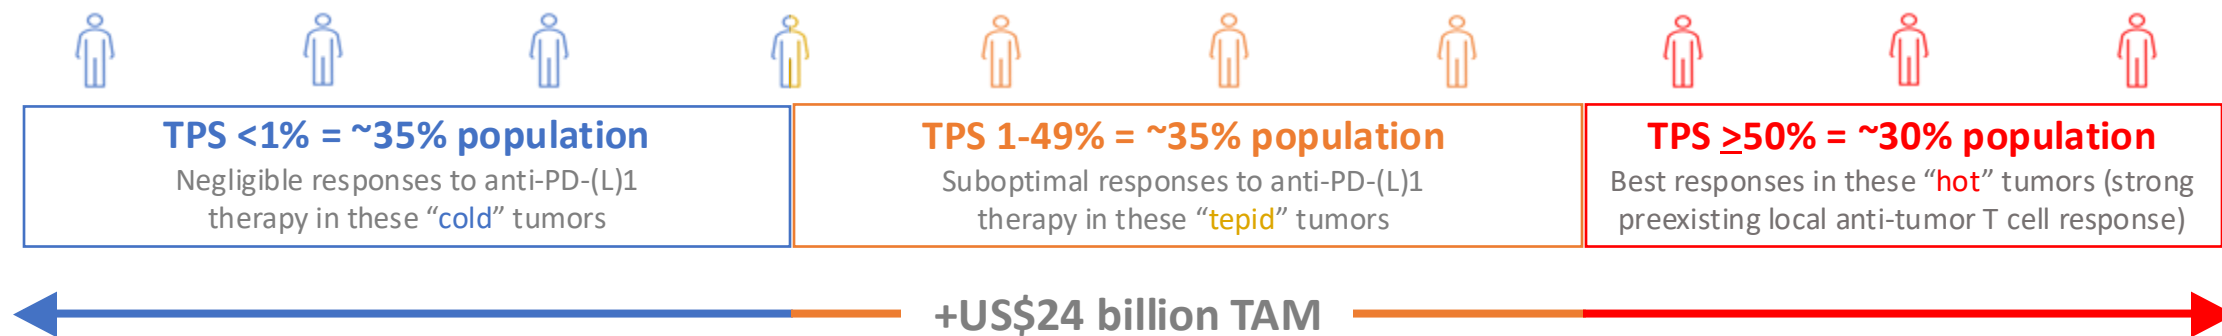 TPS <1% = ~35% population
Negligible responses to anti-PD-(L)1
therapy in these “cold” tumors
TPS 1-49% = ~35% population
Suboptimal responses to anti-PD-(L)1
therapy in these “tepid” tumors
TPS >50% = ~30% population
Best responses in these “hot” tumors (strong
preexisting local anti-tumor T cell response)
+US$24 billion TAM